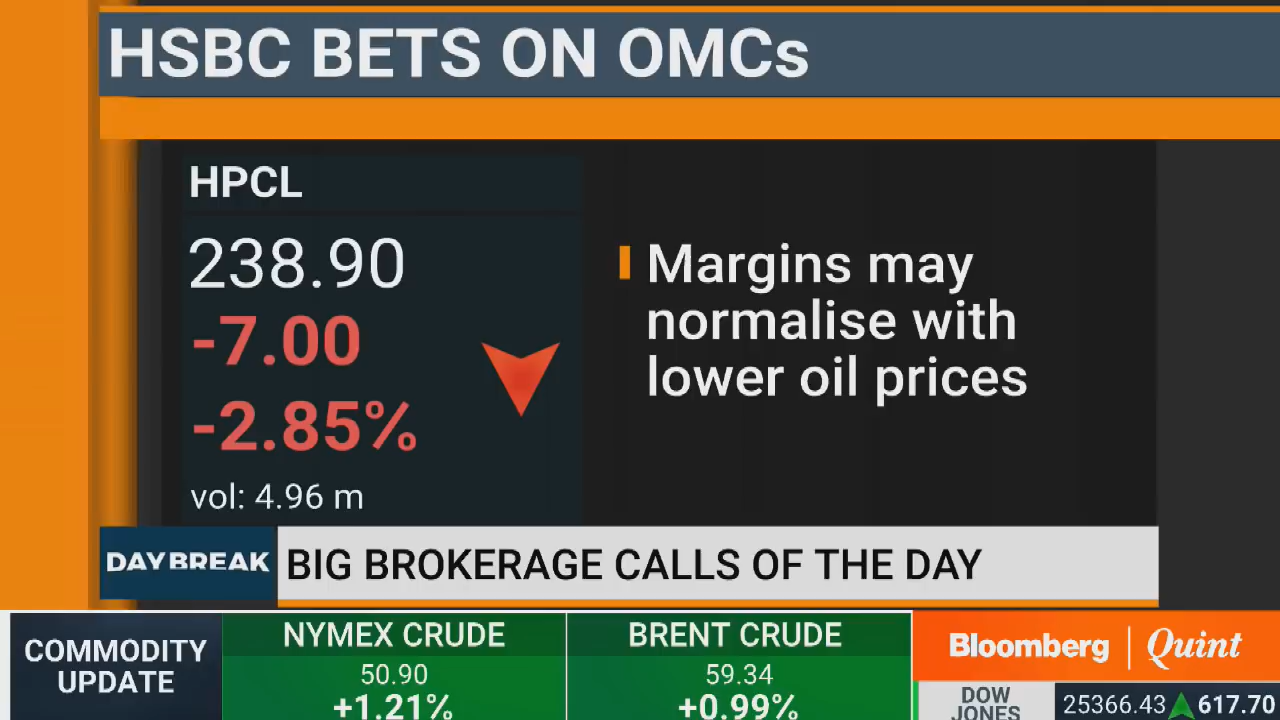 HSBC BETS ON OMCs
HPCL
238.90
-7.00
-2.85%
vol: 4.96 m
Margins may
normalise with
lower oil prices
DAYBREAK
BIG BROKERAGE CALLS OF THE DAY
COMMODITY
UPDATE
NYMEX CRUDE
50.90
+1.21%
BRENT CRUDE
59.34
+0.99%
Bloomberg | Quint
DOW
JONES
25366.43 617.70